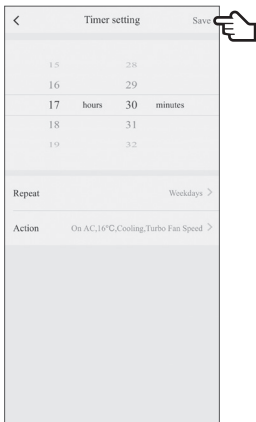 Timer setting Save
15 28
16 29
17 hours 30 minutes
18 31
19 32
Repeat Weekdays
Action On AC,16°C,Cooling,Turbo Fan Speed